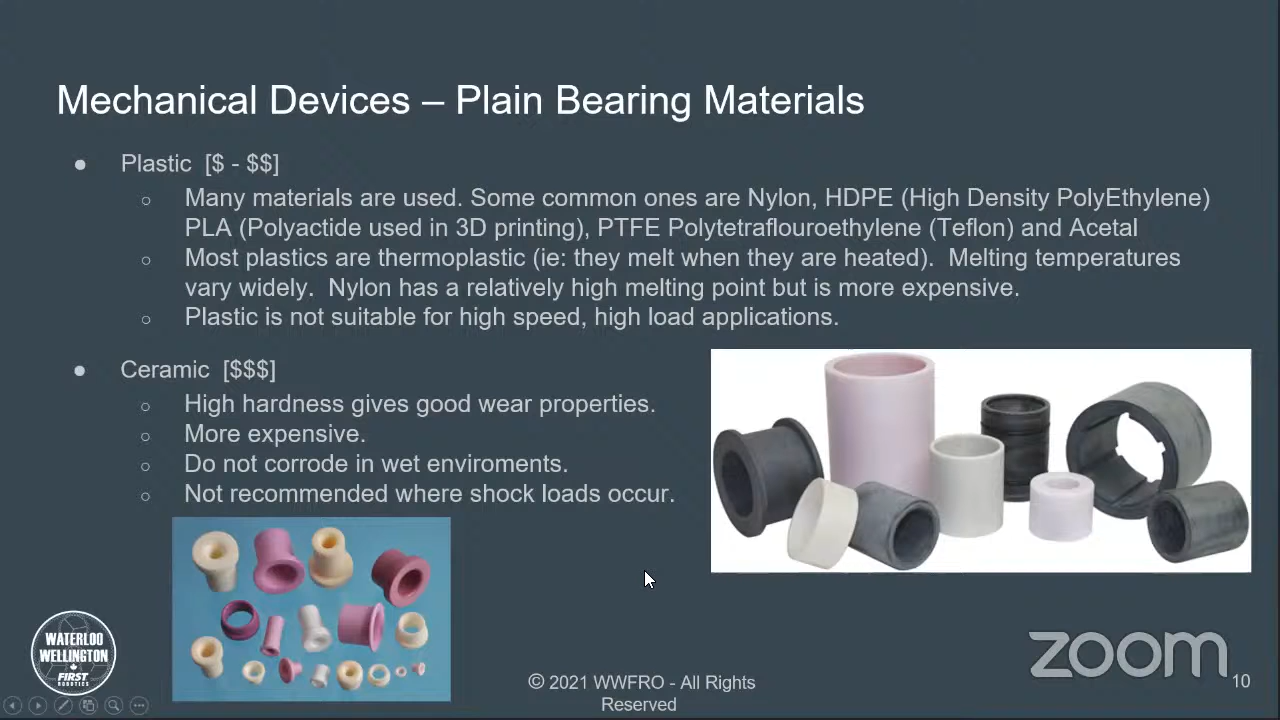 Mechanical Devices – Plain Bearing Materials
● Plastic [$ - $$]
○ Many materials are used. Some common ones are Nylon, HDPE (High Density PolyEthylene)
PLA (Polyactide used in 3D printing), PTFE Polytetraflouroethylene (Teflon) and Acetal
○ Most plastics are thermoplastic (ie: they melt when they are heated). Melting temperatures
vary widely. Nylon has a relatively high melting point but is more expensive.
○ Plastic is not suitable for high speed, high load applications.
● Ceramic [$$$]
○ High hardness gives good wear properties.
○ More expensive.
○ Do not corrode in wet enviroments.
○ Not recommended where shock loads occur.
WATERLOO
WELLINGTON
FIRST
ROBOTICS
© 2021 WWFRO - All Rights
Reserved
zoom
10